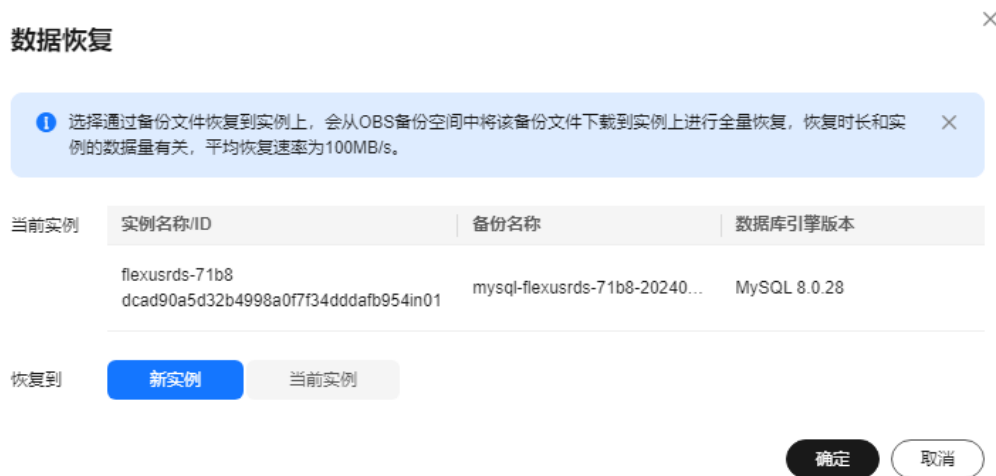 数据恢复
选择通过备份文件恢复到实例上，会从OBS备份空间中将该备份文件下载到实例上进行全量恢复，恢复时长和实
例的数据量有关，平均恢复速率为100MB/s。
当前实例 实例名称/ID 备份名称 数据库引擎版本
flexusrds-71b8
dcad90a5d32b4998a0f7f34dddafb954in01 mysql-flexusrds-71b8-20240... MySQL 8.0.28
恢复到 新实例 当前实例
确定 取消